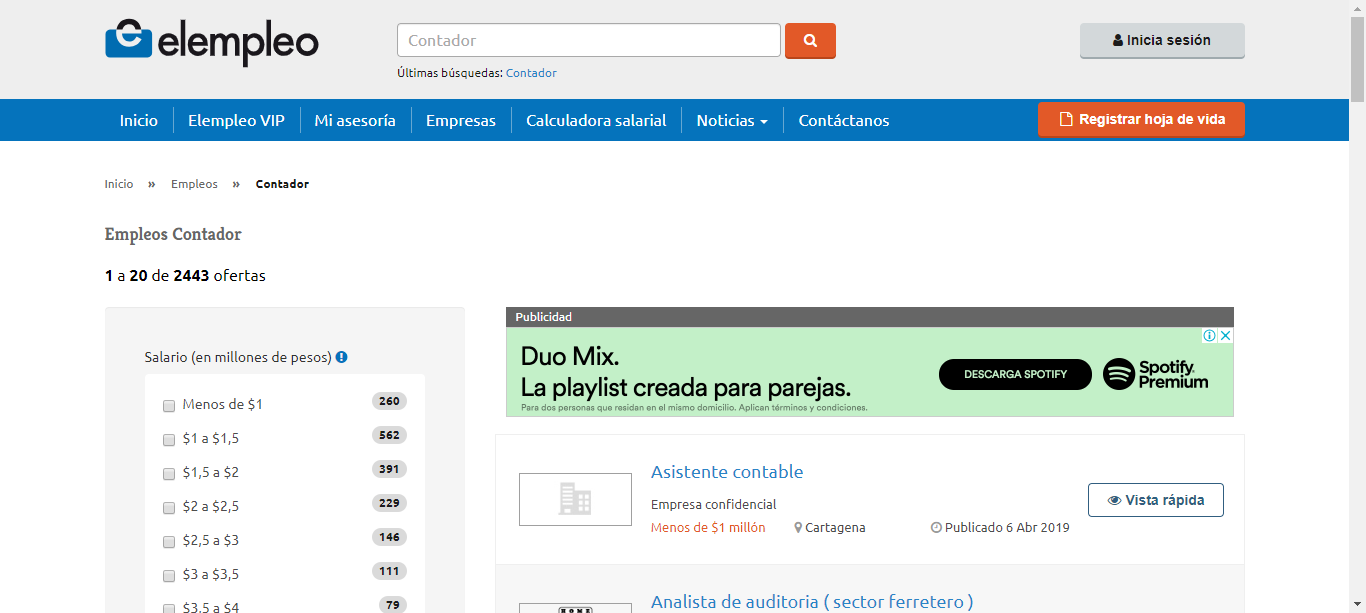 elempleo
Contador
Inicia sesión
Últimas búsquedas: Contador
Inicio
Elempleo VIP
Mi asesoría
Empresas
Calculadora salarial
Noticias
Contáctanos
Registrar hoja de vida
Inicio » Empleos » Contador
Empleos Contador
1 a 20 de 2443 ofertas
Salario (en millones de pesos)
Menos de $1 260
$1 a $1,5 562
$1,5 a $2 391
$2 a $2,5 229
$2,5 a $3 146
$3 a $3,5 111
$3,5 a $4 79
Publicidad
Duo Mix.
La playlist creada para parejas.
Para dos personas que residan en el mismo domicilio. Aplican términos y condiciones.
DESCARGA SPOTIFY
Spotify Premium
Asistente contable
Empresa confidencial
Menos de $1 millón Cartagena Publicado 6 Abr 2019
Vista rápida
Analista de auditoria ( sector ferretero )
HOME